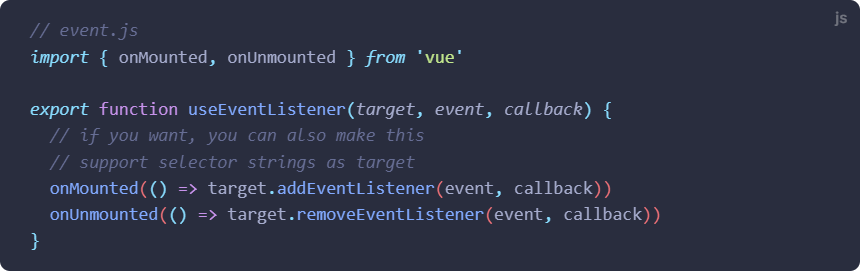 js
// event.js
import { onMounted, onUnmounted } from 'vue'

export function useEventListener(target, event, callback) {
  // if you want, you can also make this
  // support selector strings as target
  onMounted(() => target.addEventListener(event, callback))
  onUnmounted(() => target.removeEventListener(event, callback))
}